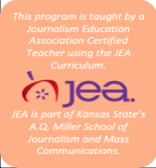 This program is taught by a
Journalism Education
Association Certified
Teacher using the JEA
Curriculum.
jea.
JEA is part of Kansas State's
A.Q. Miller School of
Journalism and Mass
Communications.